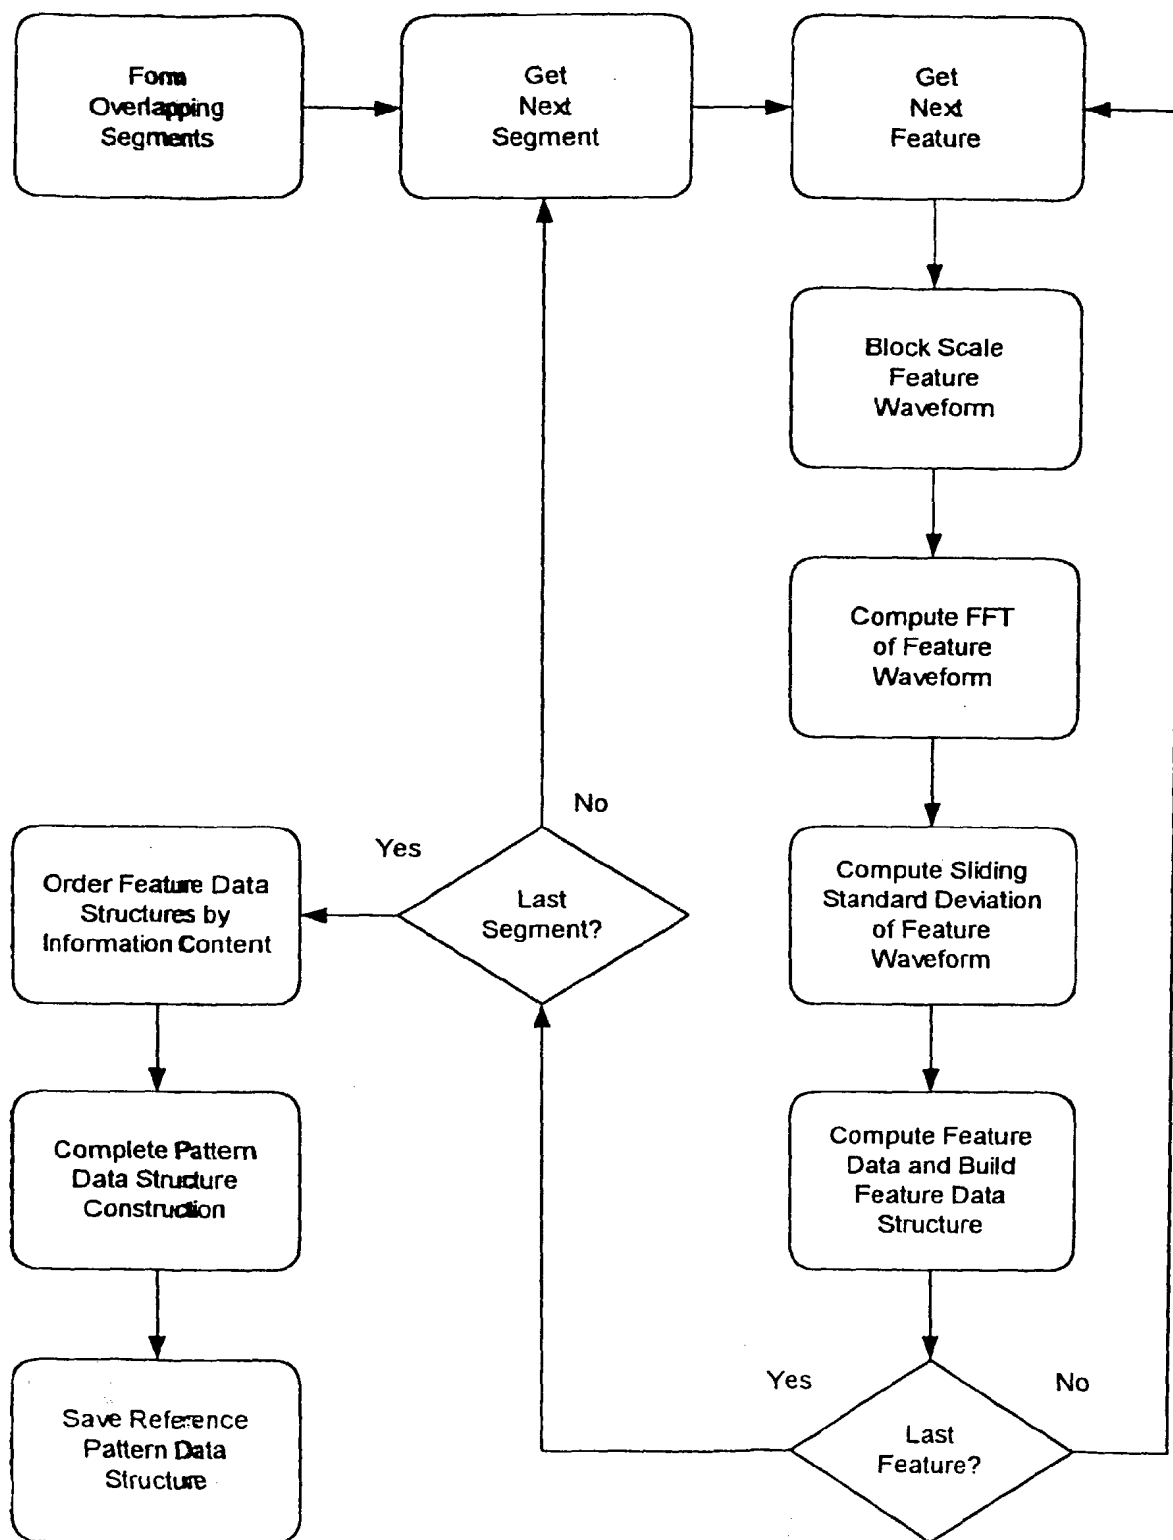 Form
Overlapping
Segments
Get
Next
Segment
Get
Next
Feature
Block Scale
Feature
Waveform
Compute FFT
of Feature
Waveform
Compute Sliding
Standard Deviation
of Feature
Waveform
Compute Feature
Data and Build
Feature Data
Structure
Last
Feature?
Yes
No
Last
Segment?
Yes
No
Order Feature Data
Structures by
Information Content
Complete Pattern
Data Structure
Construction
Save Reference
Pattern Data
Structure